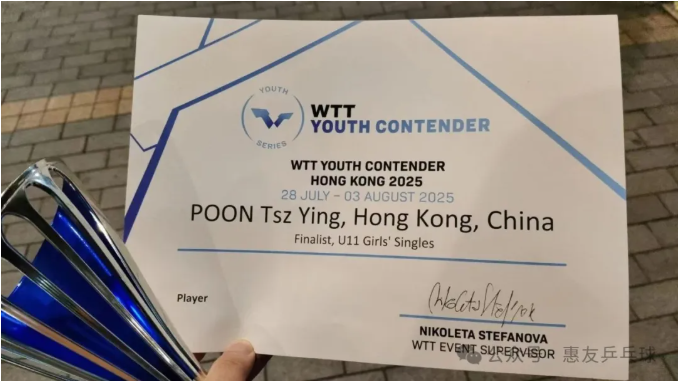 YOUTH
SERIES
WTT
YOUTH CONTENDER
WTT YOUTH CONTENDER
HONG KONG 2025
28 JULY – 03 AUGUST 2025
POON Tsz Ying, Hong Kong, China
Finalist, U11 Girls' Singles
Player
NIKOLETA STEFANOVA
WTT EVENT SUPERVISOR
公众号 惠友乒乓球